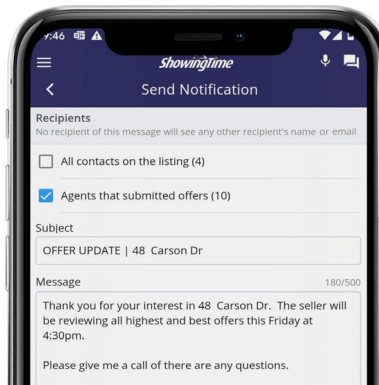 9:46
ShowingTime
Send Notification
Recipients
No recipient of this message will see any other recipient's name or email
All contacts on the listing (4)
Agents that submitted offers (10)
Subject
OFFER UPDATE | 48 Carson Dr
Message 180/500
Thank you for your interest in 48 Carson Dr. The seller will
be reviewing all highest and best offers this Friday at
4:30pm.
Please give me a call of there are any questions.